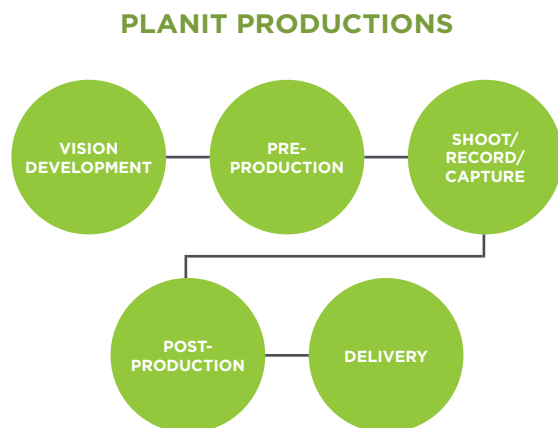 PLANIT PRODUCTIONS
VISION
DEVELOPMENT
PRE-
PRODUCTION
SHOOT/
RECORD/
CAPTURE
POST-
PRODUCTION
DELIVERY